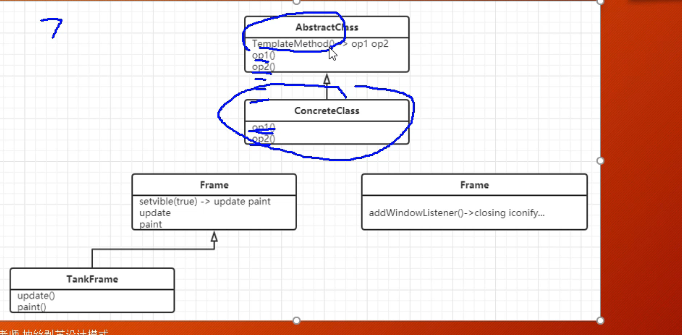 7
AbstractClass
TemplateMethod() -> op1 op2
op1()
op2()
ConcreteClass
op1()
op2()
Frame
setvible(true) -> update paint
update
paint
Frame
addWindowListener()->closing iconify...
TankFrame
update()
paint()